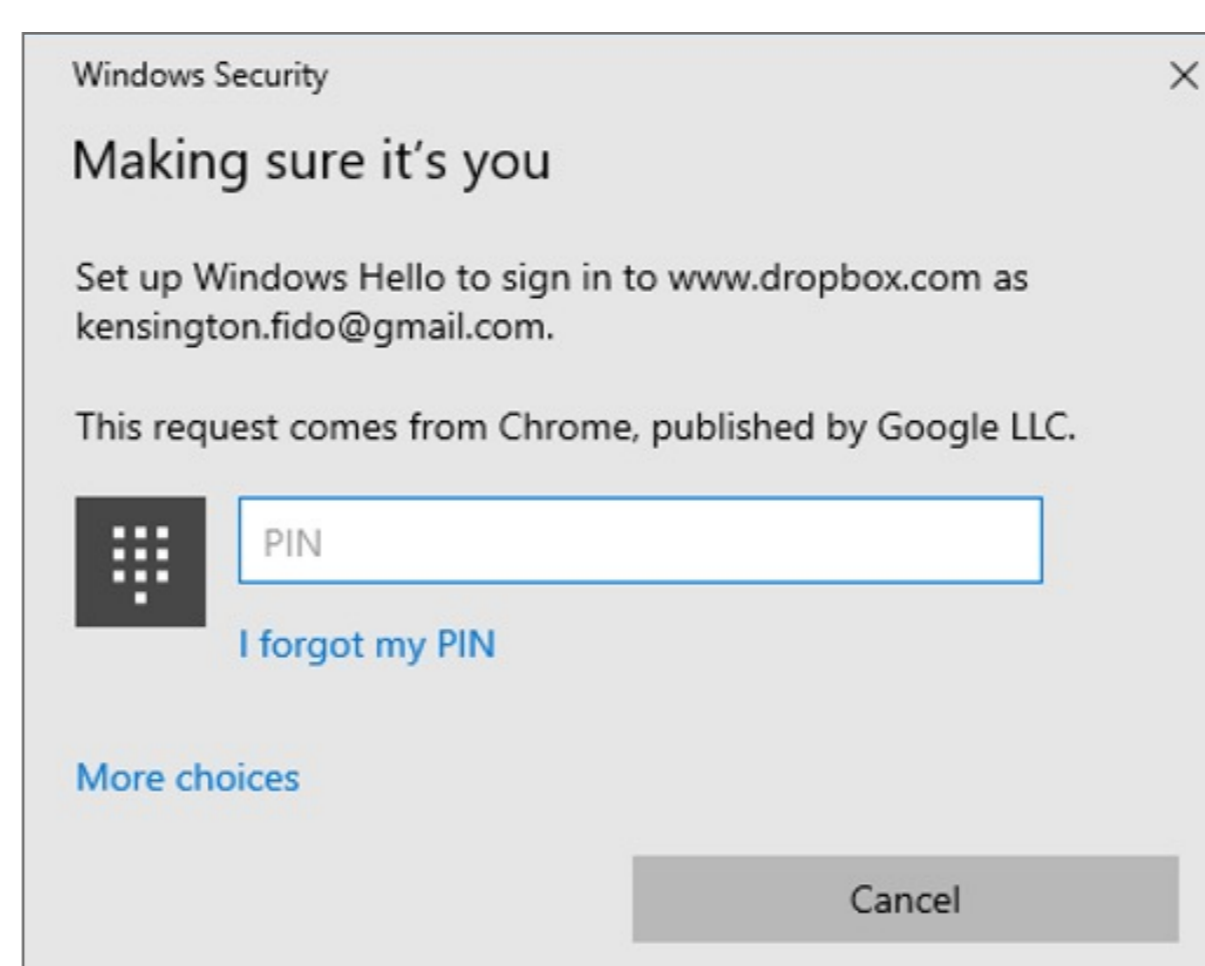 Windows Security
Making sure it's you
Set up Windows Hello to sign in to www.dropbox.com as
kensington.fido@gmail.com.
This request comes from Chrome, published by Google LLC.
PIN
I forgot my PIN
More choices
Cancel